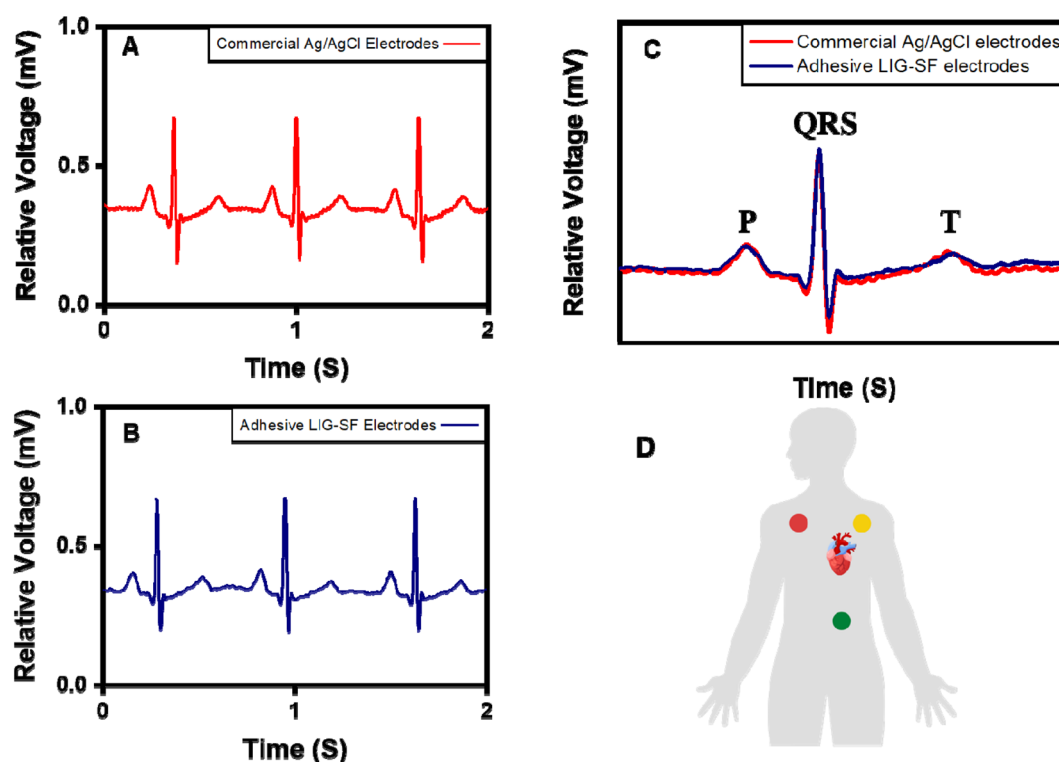 A
Commercial Ag/AgCl Electrodes
Relative Voltage (mV)
1.0
0.5
0.0
0
1
2
Time (S)
B
Adhesive LIG-SF Electrodes
Relative Voltage (mV)
1.0
0.5
0.0
0
1
2
Time (S)
C
Commercial Ag/AgCl electrodes
Adhesive LIG-SF electrodes
Relative Voltage (mV)
QRS
P
T
Time (S)
D